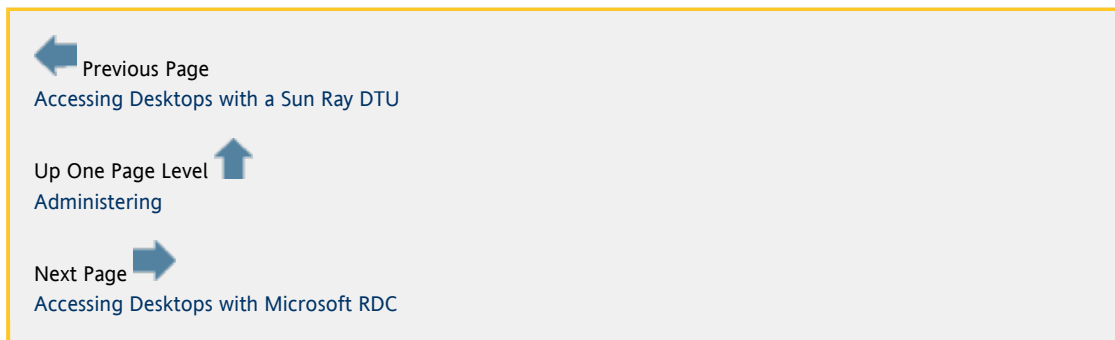 Previous Page
Accessing Desktops with a Sun Ray DTU
Up One Page Level
Administering
Next Page
Accessing Desktops with Microsoft RDC